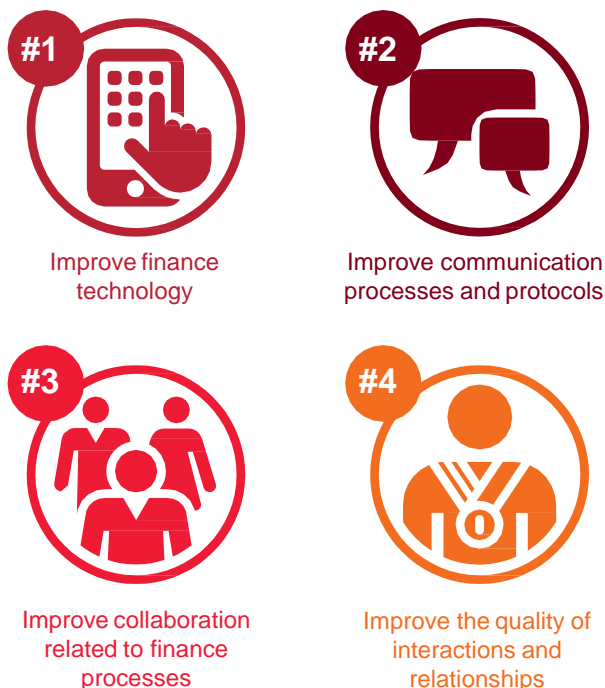 #1
Improve finance
technology
#2
Improve communication
processes and protocols
#3
Improve collaboration
related to finance
processes
#4
Improve the quality of
interactions and
relationships